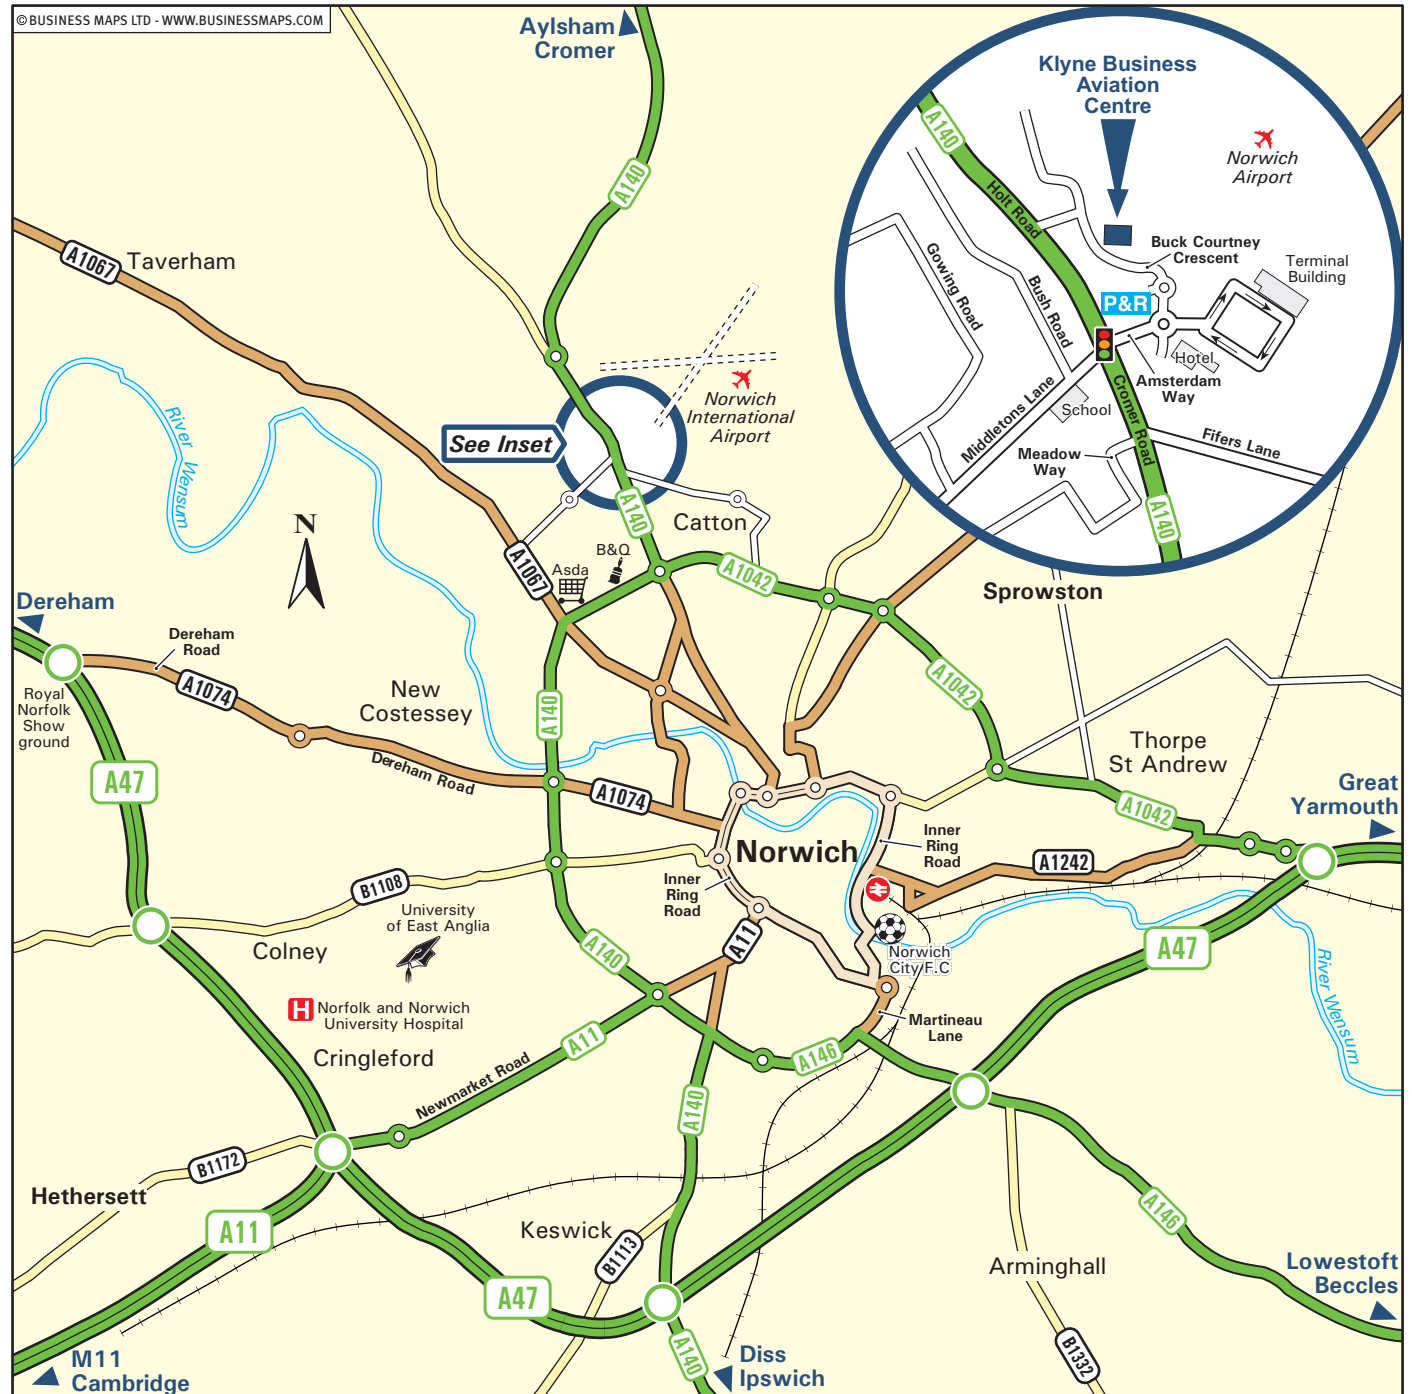 © BUSINESS MAPS LTD - WWW.BUSINESSMAPS.COM
Aylsham
Cromer
Klyne Business
Aviation
Centre
A140
Norwich
Airport
Holt Road
Buck Courtney
Crescent
Terminal
Building
Gowing Road
Bush Road
P&R
Hotel
Amsterdam
Way
School
Middletons Lane
Cromer Road
Meadow
Way
Fifers Lane
A140
A140
A1067
Taverham
River Wensum
Norwich
International
Airport
See Inset
A140
Catton
N
A1067
B&Q
Asda
A1042
Sprowston
Dereham
Dereham
Road
A1074
Royal
Norfolk
Show
ground
New
Costessey
A140
A1042
Dereham Road
A47
A1074
Thorpe
St Andrew
Great
Yarmouth
A1042
Norwich
Inner
Ring
Road
A1242
B1108
Inner
Ring
Road
University
of East Anglia
A11
A140
Colney
Norwich
City F.C
A47
River Wensum
H
Norfolk and Norwich
University Hospital
Martineau
Lane
Cringleford
A11
A146
Newmarket Road
A140
B1172
Hethersett
A11
Keswick
B1113
A146
Arminghall
Lowestoft
Beccles
A47
A140
B1332
M11
Cambridge
Diss
Ipswich